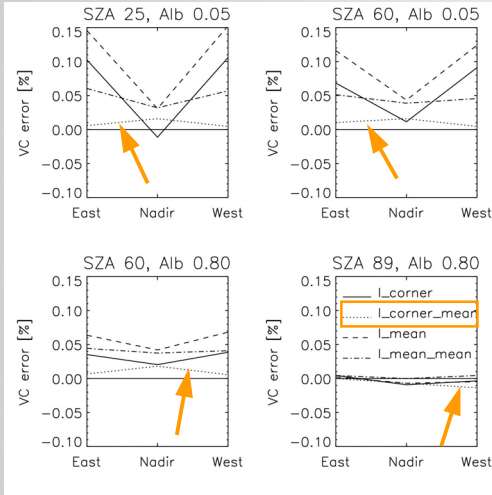 SZA 25, Alb 0.05
VC error [%]
0.15
0.10
0.05
0.00
−0.05
−0.10
East Nadir West
SZA 60, Alb 0.05
VC error [%]
0.15
0.10
0.05
0.00
−0.05
−0.10
East Nadir West
SZA 60, Alb 0.80
VC error [%]
0.15
0.10
0.05
0.00
−0.05
−0.10
East Nadir West
SZA 89, Alb 0.80
VC error [%]
0.15
0.10
0.05
0.00
−0.05
−0.10
I_corner
I_corner_mean
I_mean
I_mean_mean
East Nadir West